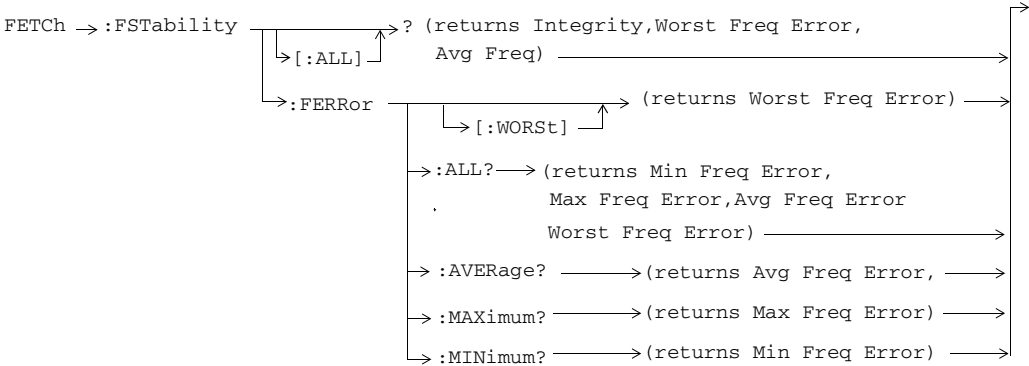 FETCh :FSTability ? (returns Integrity,Worst Freq Error,
[:ALL] Avg Freq)
:FERRor (returns Worst Freq Error)
[:WORSt]
:ALL? (returns Min Freq Error,
Max Freq Error,Avg Freq Error
Worst Freq Error)
:AVERage? (returns Avg Freq Error,
:MAXimum? (returns Max Freq Error)
:MINimum? (returns Min Freq Error)